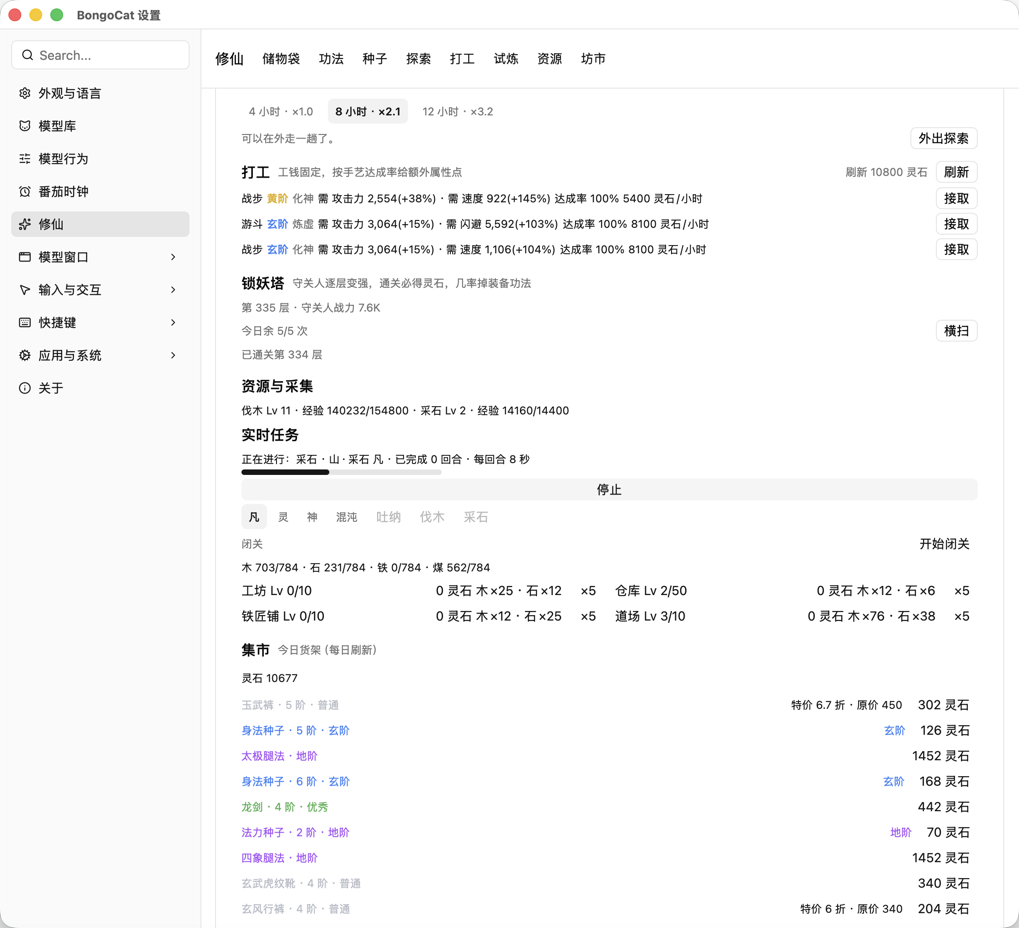 BongoCat 设置
Search...
外观与语言
模型库
模型行为
番茄时钟
修仙
模型窗口
输入与交互
快捷键
应用与系统
关于
修仙 储物袋 功法 种子 探索 打工 试炼 资源 坊市
4 小时 · ×1.0 8 小时 · ×2.1 12 小时 · ×3.2
可以在外走一趟了。 外出探索
打工 工钱固定，按手艺达成率给额外属性点 刷新 10800 灵石 刷新
战步 黄阶 化神 需 攻击力 2,554(+38%) · 需 速度 922(+145%) 达成率 100% 5400 灵石/小时 接取
游斗 玄阶 炼虚 需 攻击力 3,064(+15%) · 需 闪避 5,592(+103%) 达成率 100% 8100 灵石/小时 接取
战步 玄阶 化神 需 攻击力 3,064(+15%) · 需 速度 1,106(+104%) 达成率 100% 8100 灵石/小时 接取
锁妖塔 守关人逐层变强，通关必得灵石，几率掉装备功法
第 335 层 · 守关人战力 7.6K
今日余 5/5 次 横扫
已通关第 334 层
资源与采集
伐木 Lv 11 · 经验 140232/154800 · 采石 Lv 2 · 经验 14160/14400
实时任务
正在进行：采石 · 山 · 采石 凡 · 已完成 0 回合 · 每回合 8 秒
停止
凡 灵 神 混沌 吐纳 伐木 采石
闭关 开始闭关
木 703/784 · 石 231/784 · 铁 0/784 · 煤 562/784
工坊 Lv 0/10 0 灵石 木×25 · 石×12 ×5 仓库 Lv 2/50 0 灵石 木×12 · 石×6 ×5
铁匠铺 Lv 0/10 0 灵石 木×12 · 石×25 ×5 道场 Lv 3/10 0 灵石 木×76 · 石×38 ×5
集市 今日货架 (每日刷新)
灵石 10677
玉武裤 · 5 阶 · 普通 特价 6.7 折 · 原价 450 302 灵石
身法种子 · 5 阶 · 玄阶 玄阶 126 灵石
太极腿法 · 地阶 1452 灵石
身法种子 · 6 阶 · 玄阶 玄阶 168 灵石
龙剑 · 4 阶 · 优秀 442 灵石
法力种子 · 2 阶 · 地阶 地阶 70 灵石
四象腿法 · 地阶 1452 灵石
玄武虎纹靴 · 4 阶 · 普通 340 灵石
玄风行裤 · 4 阶 · 普通 特价 6 折 · 原价 340 204 灵石